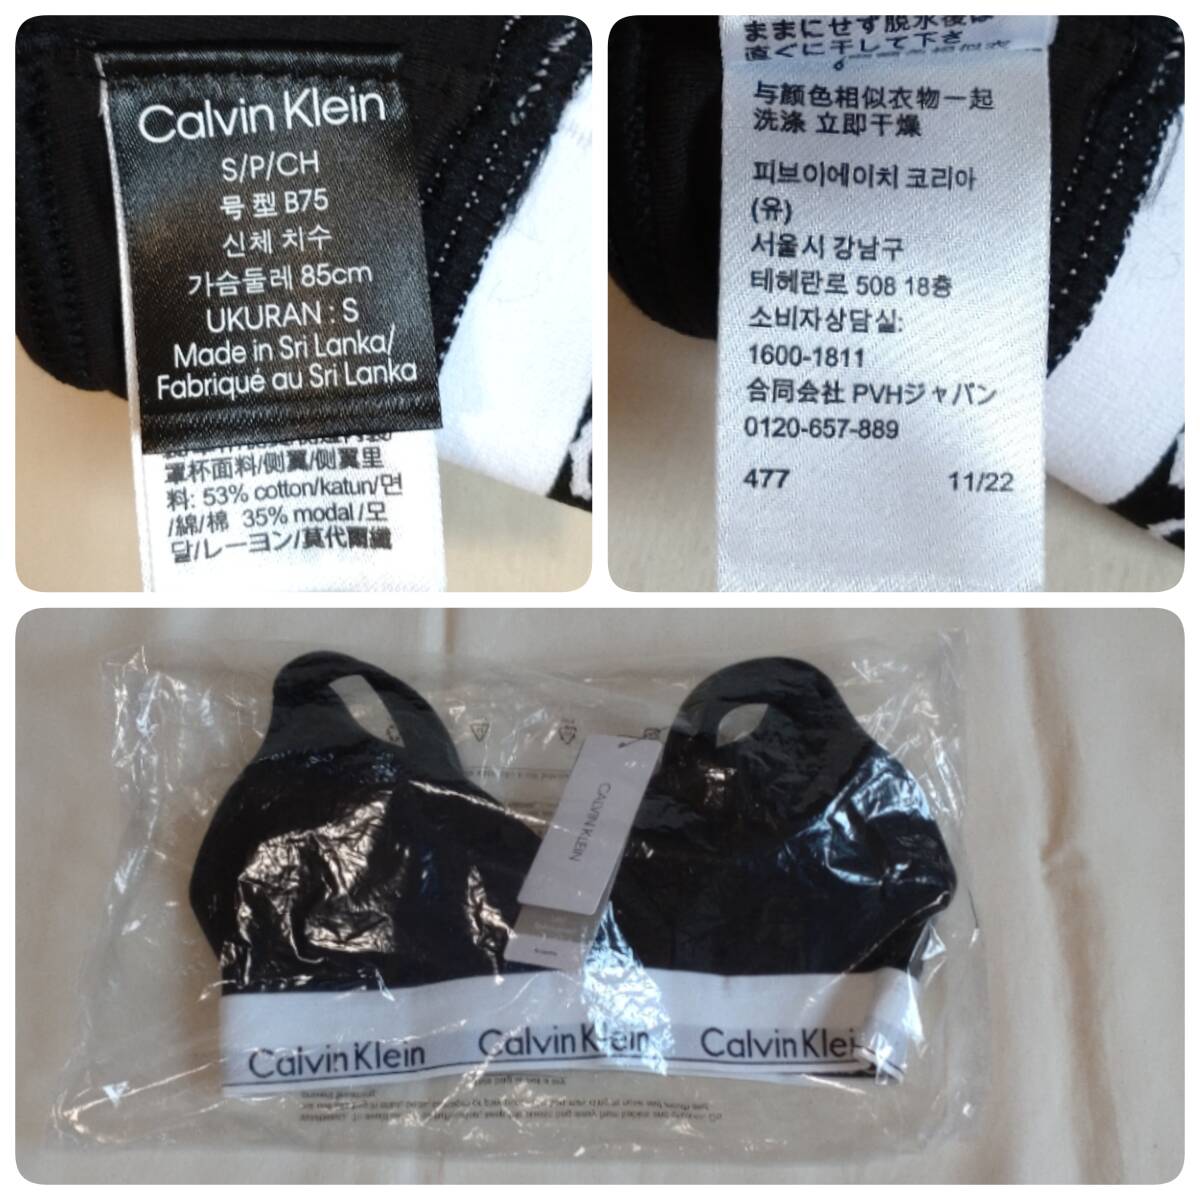 Calvin Klein
S/P/CH
号型 B75
신체 치수
가슴둘레 85cm
UKURAN : S
Made in Sri Lanka/
Fabriqué au Sri Lanka
罩杯面料/侧翼/侧翼里
料: 53% cotton/katun/면
/綿/棉 35% modal/모
달/レーヨン/莫代爾纖
ままにせず脱水後は
直ぐに干して下さ
与颜色相似衣物一起
洗涤 立即干燥
피브이에이치 코리아
(유)
서울시 강남구
테헤란로 508 18층
소비자상담실:
1600-1811
合同会社 PVHジャパン
0120-657-889
477 11/22
CALVIN KLEIN
Calvin Klein Calvin Klein Calvin Klei